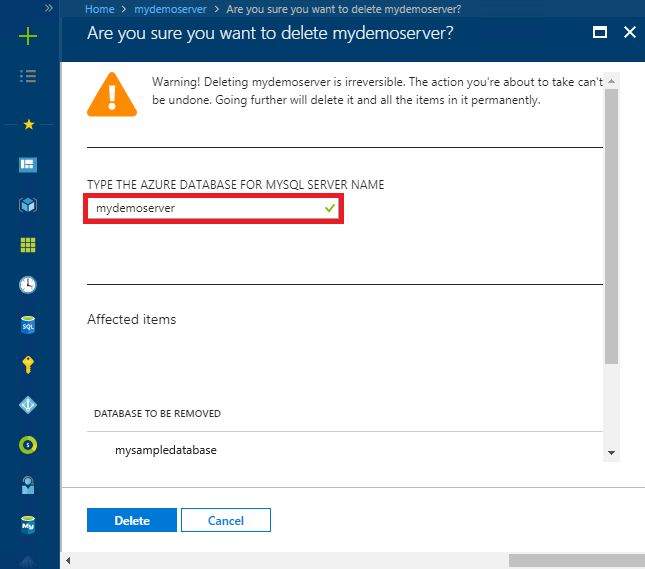 Home > mydemoserver > Are you sure you want to delete mydemoserver?
Are you sure you want to delete mydemoserver?
Warning! Deleting mydemoserver is irreversible. The action you're about to take can't
be undone. Going further will delete it and all the items in it permanently.
TYPE THE AZURE DATABASE FOR MYSQL SERVER NAME
mydemoserver
SQL
Affected items
DATABASE TO BE REMOVED
mysampledatabase
My
Delete Cancel